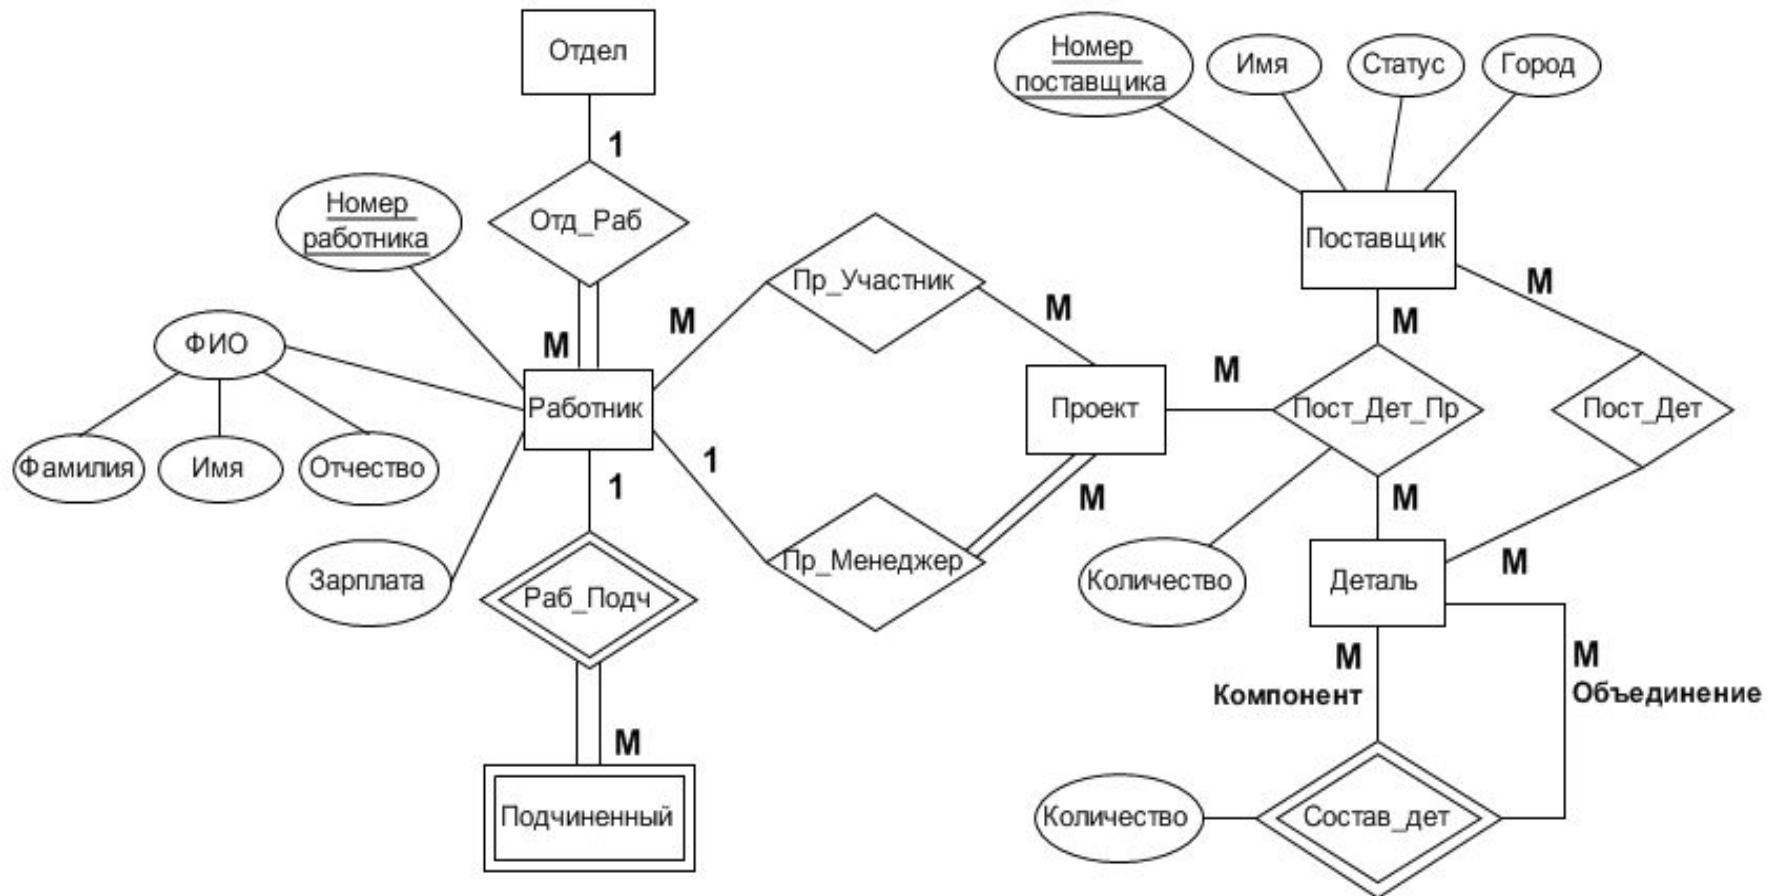 Отдел
1
Отд_Раб
М
Номер
работника
ФИО
Фамилия
Имя
Отчество
Зарплата
Работник
1
Раб_Подч
М
Подчиненный
М
Пр_Участник
М
1
Пр_Менеджер
М
Проект
М
Номер
поставщика
Имя
Статус
Город
Поставщик
М
М
Пост_Дет_Пр
Пост_Дет
М
М
Количество
Деталь
М
Компонент
М
Объединение
Количество
Состав_дет